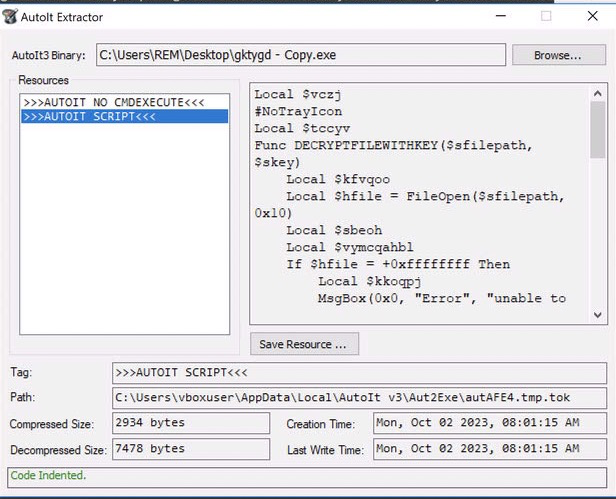 AutoIt Extractor
AutoIt3 Binary: C:\Users\REM\Desktop\gktygd - Copy.exe Browse...
Resources
>>>AUTOIT NO CMDEXECUTE<<<
>>>AUTOIT SCRIPT<<<
Local $vczj
#NoTrayIcon
Local $tccyv
Func DECRYPTFILEWITHKEY($sfilepath,
$skey)
Local $kfvqoo
Local $hfile = FileOpen($sfilepath,
0x10)
Local $sbeoh
Local $vymcqahbl
If $hfile = +0xffffffff Then
Local $kkoqpj
MsgBox(0x0, "Error", "unable to
Save Resource ...
Tag: >>>AUTOIT SCRIPT<<<
Path: C:\Users\vboxuser\AppData\Local\AutoIt v3\Aut2Exe\autAFE4.tmp.tok
Compressed Size: 2934 bytes Creation Time: Mon, Oct 02 2023, 08:01:15 AM
Decompressed Size: 7478 bytes Last Write Time: Mon, Oct 02 2023, 08:01:15 AM
Code Indented.